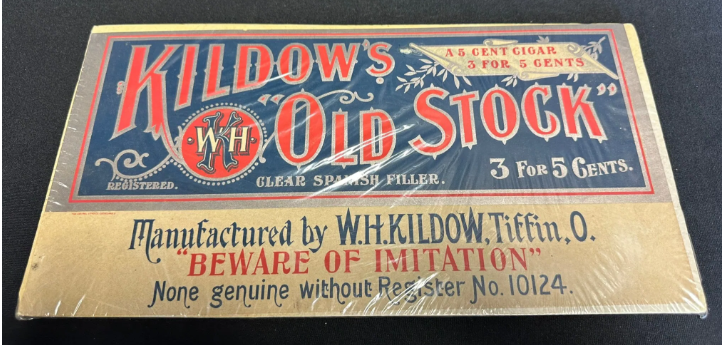 "KILDOW'S
A 5 CENT CIGAR
3 FOR 5 CENTS
"OLD STOCK"
WKH
REGISTERED.
CLEAR SPANISH FILLER.
3 FOR 5 CENTS.
Manufactured by W.H.KILDOW, Tiffin, O.
"BEWARE OF IMITATION"
None genuine without Register No. 10124.